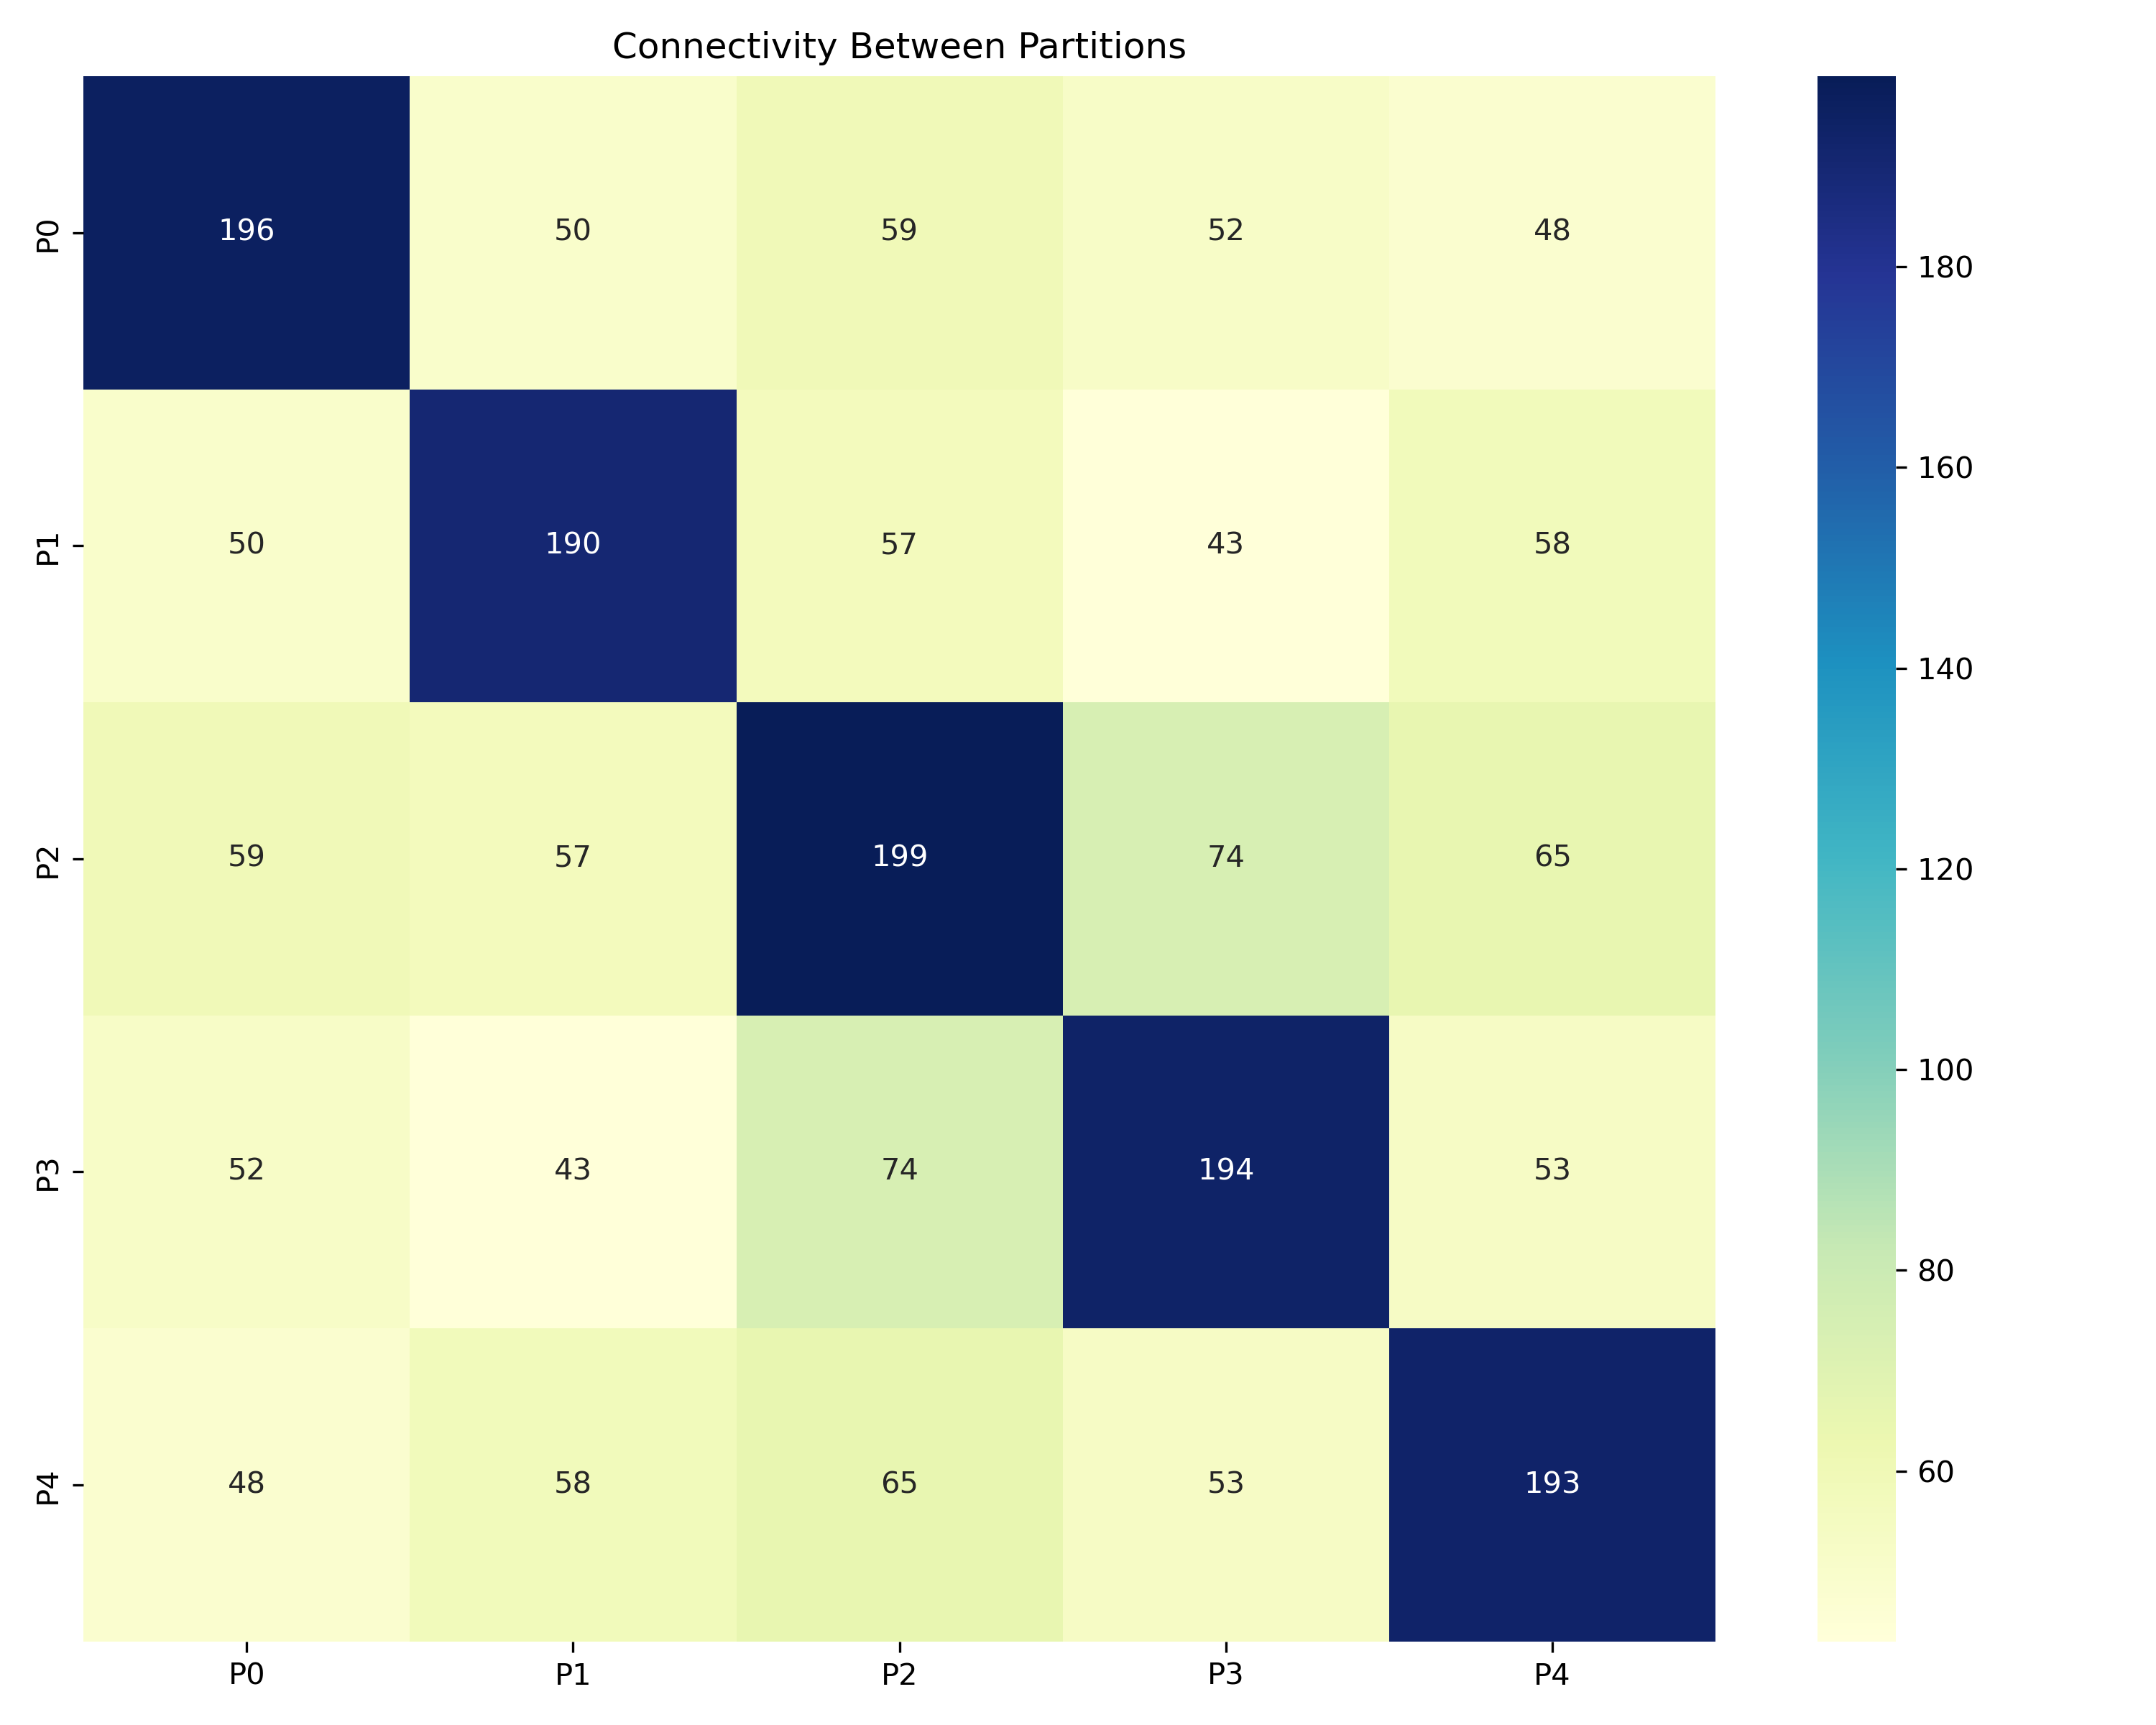 Connectivity Between Partitions
P0 196 50 59 52 48
180
160
P1 50 190 57 43 58
140
P2 59 57 199 74 65
120
100
P3 52 43 74 194 53
80
60
P4 48 58 65 53 193
P0 P1 P2 P3 P4